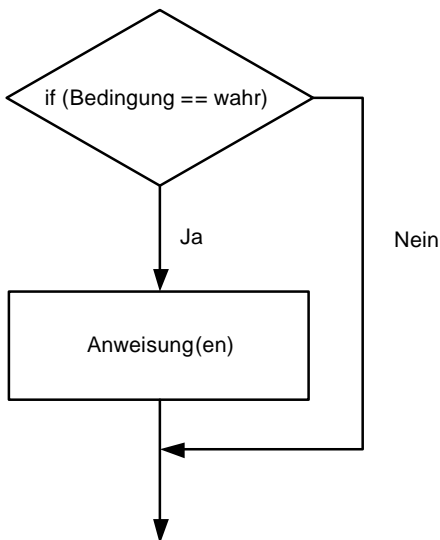 if (Bedingung == wahr)
Ja
Nein
Anweisung(en)